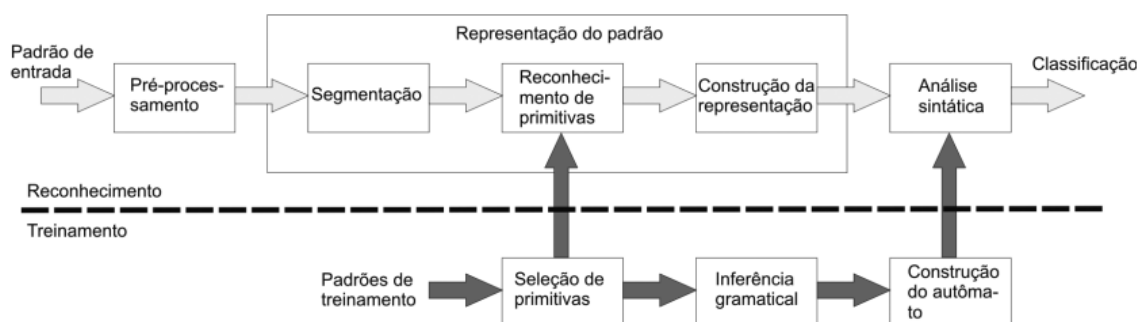 Representação do padrão
Padrão de
entrada
Pré-proces-
samento
Segmentação
Reconheci-
mento de
primitivas
Construção da
representação
Análise
sintática
Classificação
Reconhecimento
Treinamento
Padrões de
treinamento
Seleção de
primitivas
Inferência
gramatical
Construção
do autôma-
to